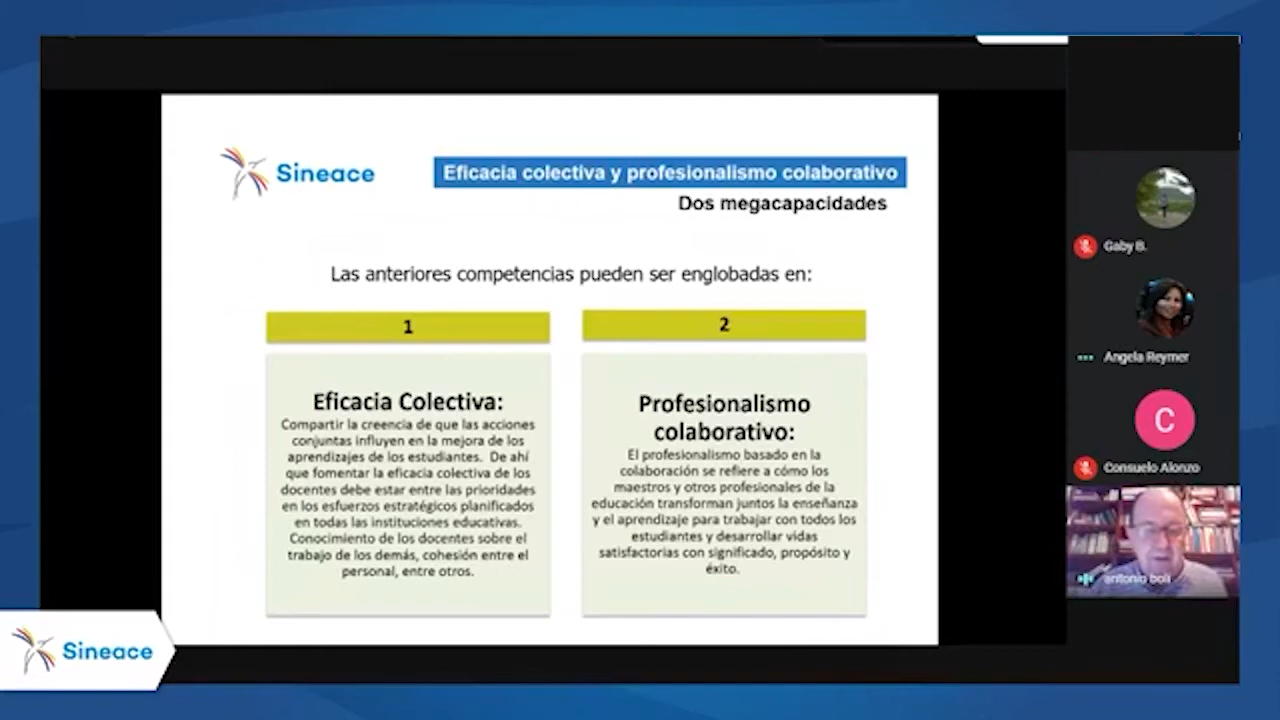 Sineace
Eficacia colectiva y profesionalismo colaborativo
Dos megacapacidades
Las anteriores competencias pueden ser englobadas en:
1
Eficacia Colectiva:
Compartir la creencia de que las acciones
conjuntas influyen en la mejora de los
aprendizajes de los estudiantes. De ahí
que fomentar la eficacia colectiva de los
docentes debe estar entre las prioridades
en los esfuerzos estratégicos planificados
en todas las instituciones educativas.
Conocimiento de los docentes sobre el
trabajo de los demás, cohesión entre el
personal, entre otros.
2
Profesionalismo
colaborativo:
El profesionalismo basado en la
colaboración se refiere a cómo los
maestros y otros profesionales de la
educación transforman juntos la enseñanza
y el aprendizaje para trabajar con todos los
estudiantes y desarrollar vidas
satisfactorias con significado, propósito y
éxito.
Gaby B.
Angela Reymer
C
Consuelo Alonzo
antonio boli
Sineace